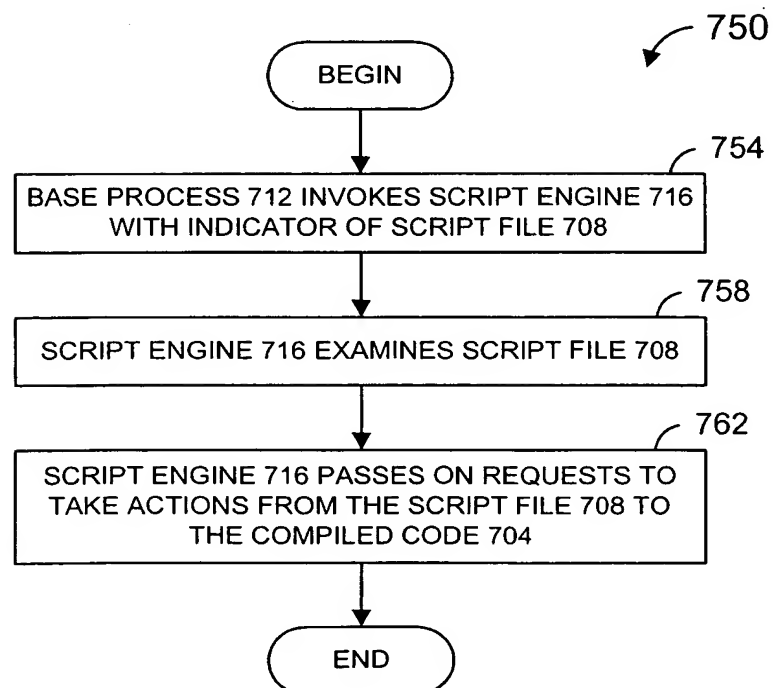 750
BEGIN
754
BASE PROCESS 712 INVOKES SCRIPT ENGINE 716
WITH INDICATOR OF SCRIPT FILE 708
758
SCRIPT ENGINE 716 EXAMINES SCRIPT FILE 708
762
SCRIPT ENGINE 716 PASSES ON REQUESTS TO
TAKE ACTIONS FROM THE SCRIPT FILE 708 TO
THE COMPILED CODE 704
END